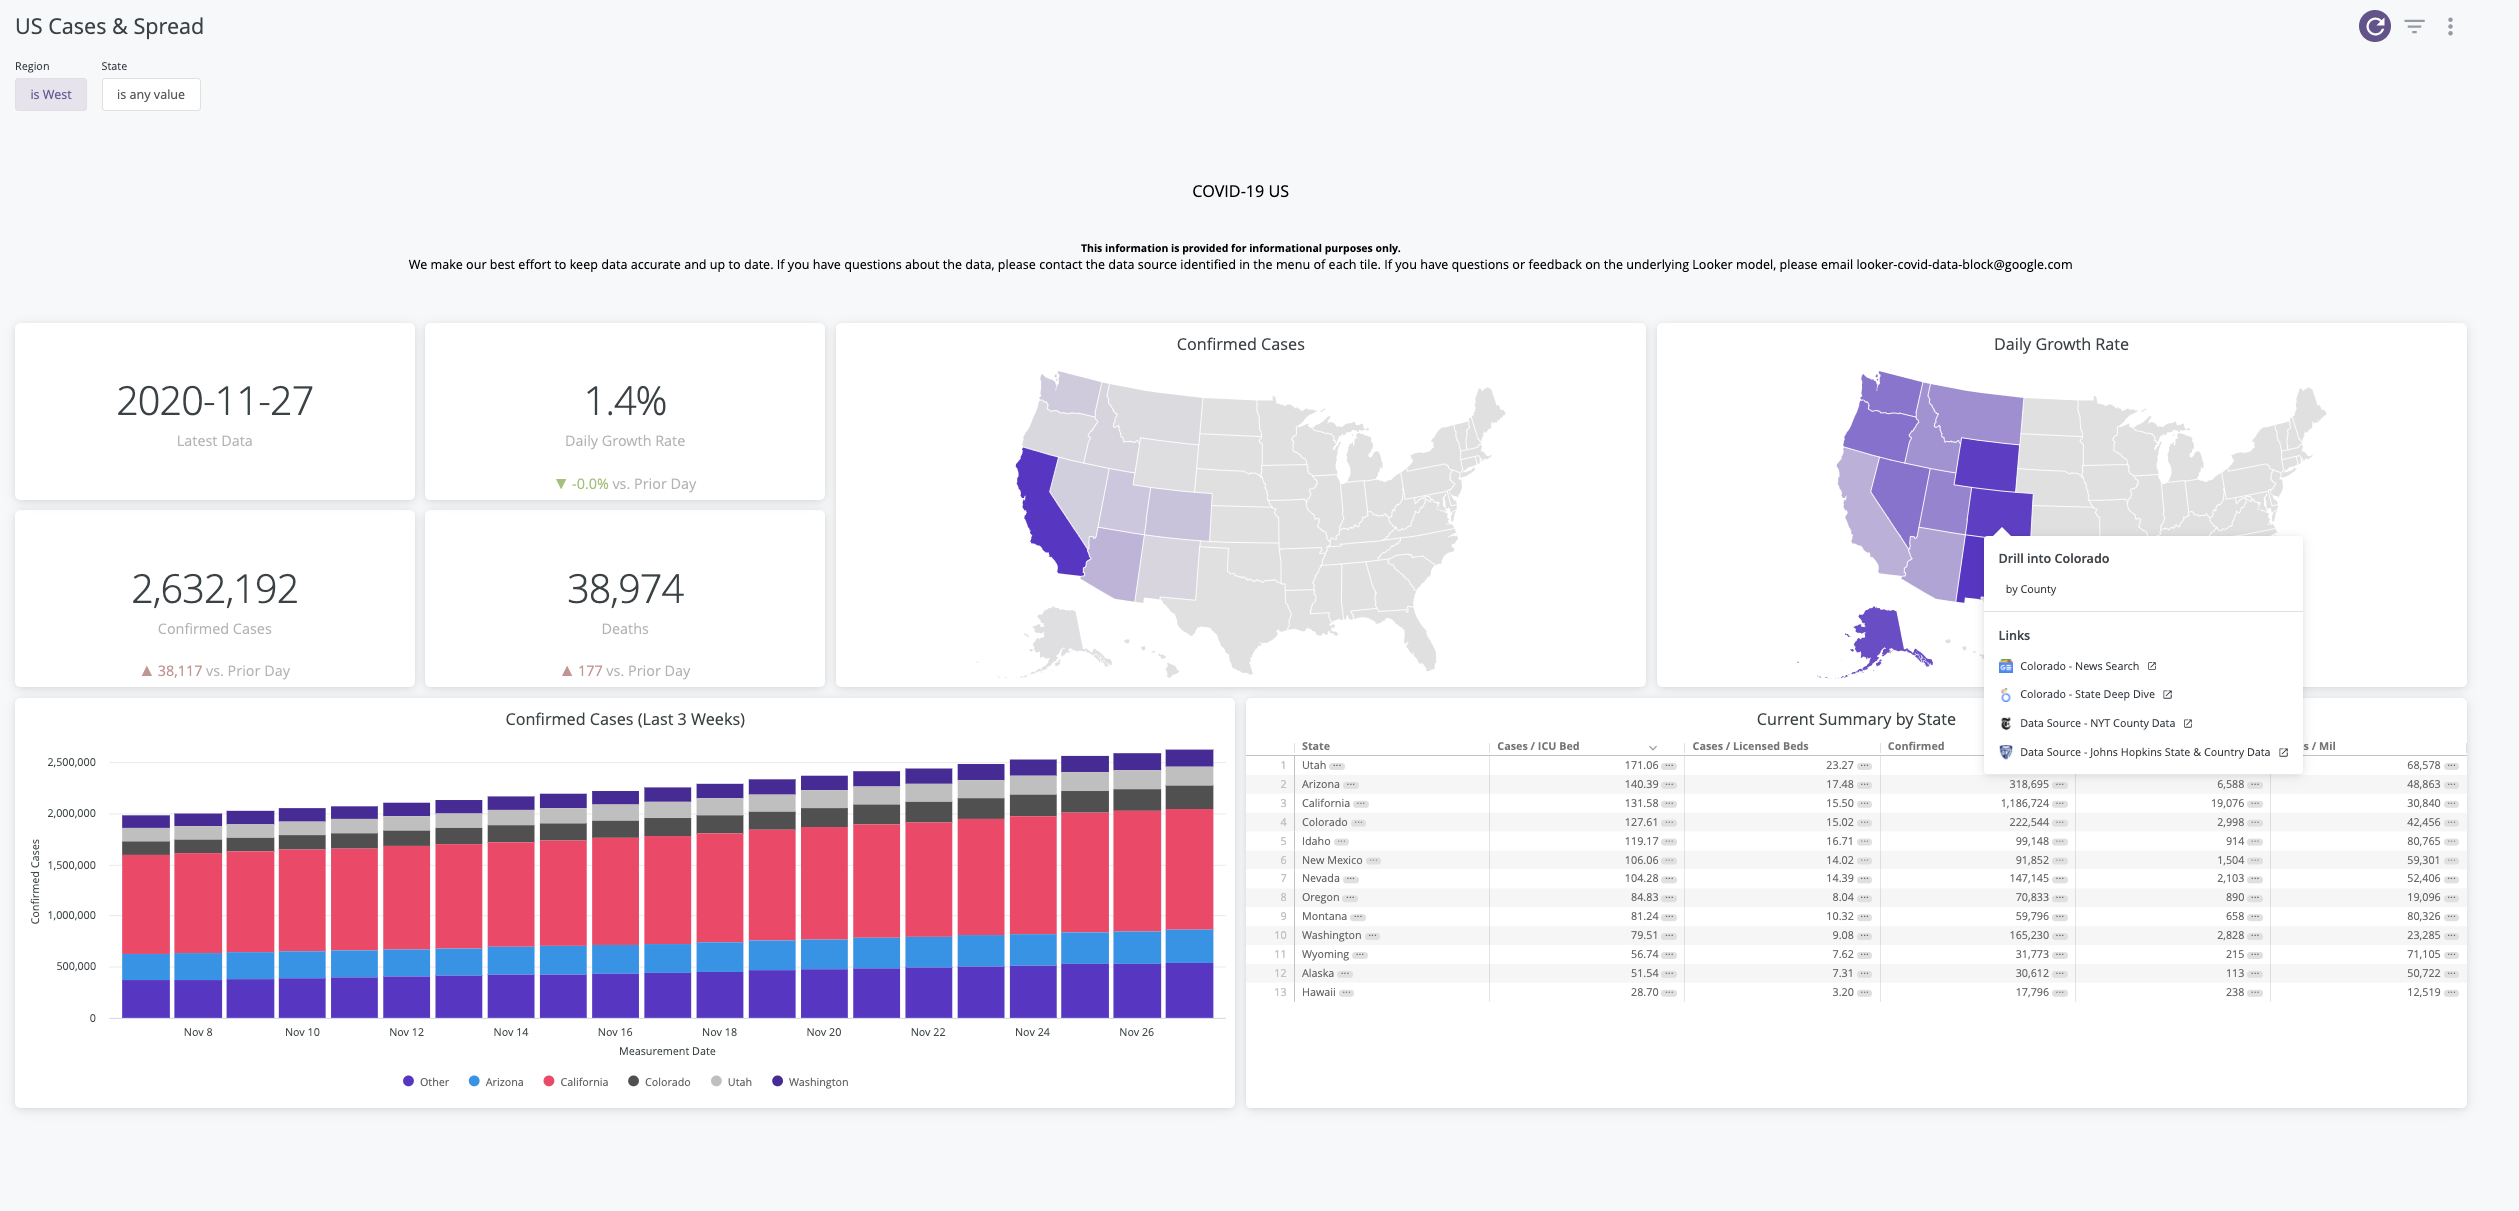 US Cases & Spread
Region
State
is West
is any value
COVID-19 US
This information is provided for informational purposes only.
We make our best effort to keep data accurate and up to date. If you have questions about the data, please contact the data source identified in the menu of each tile. If you have questions or feedback on the underlying Looker model, please email looker-covid-data-block@google.com
2020-11-27
Latest Data
1.4%
Daily Growth Rate
▼ -0.0% vs. Prior Day
2,632,192
Confirmed Cases
▲ 38,117 vs. Prior Day
38,974
Deaths
▲ 177 vs. Prior Day
Confirmed Cases
Daily Growth Rate
Drill into Colorado
by County
Links
Colorado - News Search
Colorado - State Deep Dive
Data Source - NYT County Data
Data Source - Johns Hopkins State & Country Data
Confirmed Cases (Last 3 Weeks)
Confirmed Cases
2,500,000
2,000,000
1,500,000
1,000,000
500,000
0
Nov 8 Nov 10 Nov 12 Nov 14 Nov 16 Nov 18 Nov 20 Nov 22 Nov 24 Nov 26
Measurement Date
Other Arizona California Colorado Utah Washington
Current Summary by State
State Cases / ICU Bed Cases / Licensed Beds Confirmed s / Mil
1 Utah 171.06 23.27 68,578
2 Arizona 140.39 17.48 318,695 6,588 48,863
3 California 131.58 15.50 1,186,724 19,076 30,840
4 Colorado 127.61 15.02 222,544 2,998 42,456
5 Idaho 119.17 16.71 99,148 914 80,765
6 New Mexico 106.06 14.02 91,852 1,504 59,301
7 Nevada 104.28 14.39 147,145 2,103 52,406
8 Oregon 84.83 8.04 70,833 890 19,096
9 Montana 81.24 10.32 59,796 658 80,326
10 Washington 79.51 9.08 165,230 2,828 23,285
11 Wyoming 56.74 7.62 31,773 215 71,105
12 Alaska 51.54 7.31 30,612 113 50,722
13 Hawaii 28.70 3.20 17,796 238 12,519